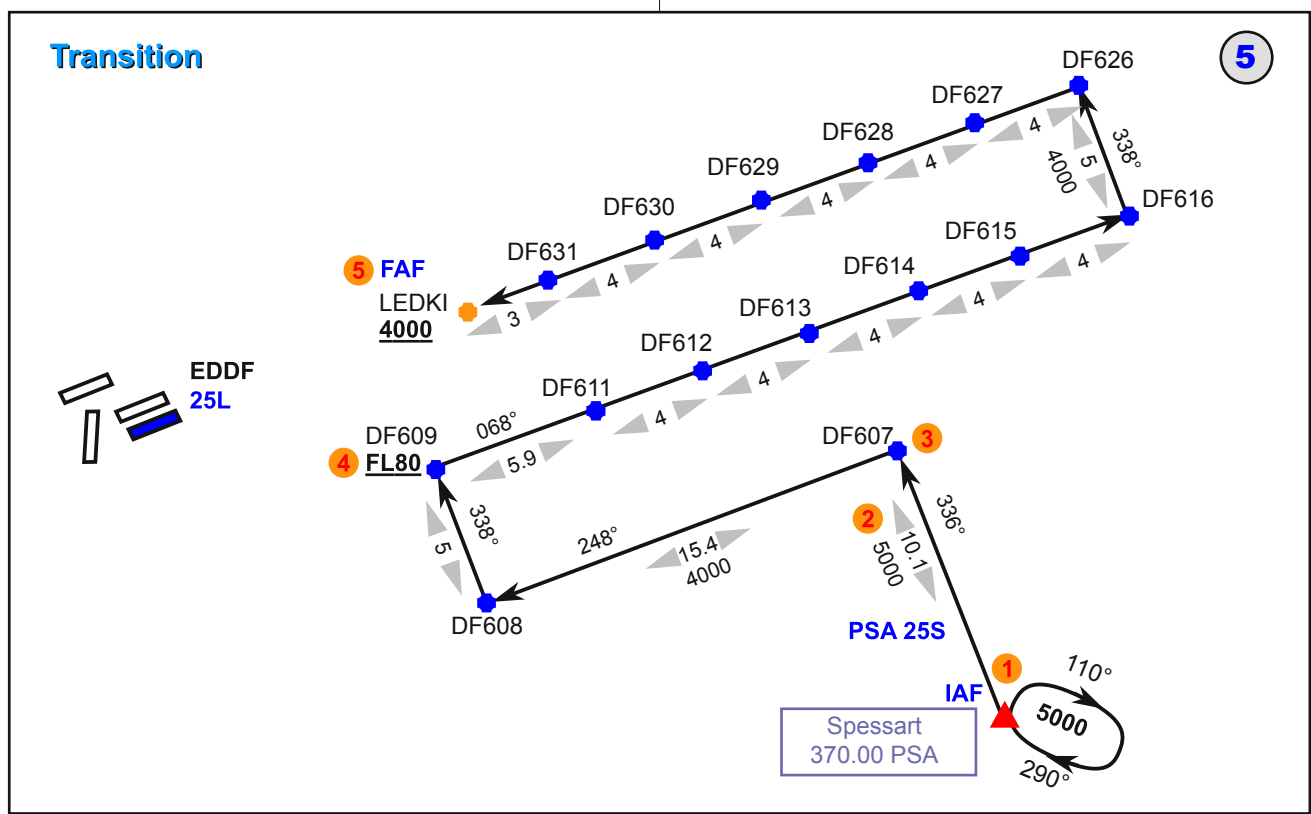 Transition
5
DF626
DF627
DF628
DF629
DF630
DF631
5 FAF
LEDKI
4000
4
4
4
4
4
4
3
338°
5
4000
DF616
DF615
DF614
DF613
DF612
DF611
4
4
4
4
4
5.9
068°
EDDF
25L
DF609
4 FL80
338°
5
DF608
248°
15.4
4000
DF607
3
2
336°
10.1
5000
PSA 25S
1
IAF
110°
5000
290°
Spessart
370.00 PSA